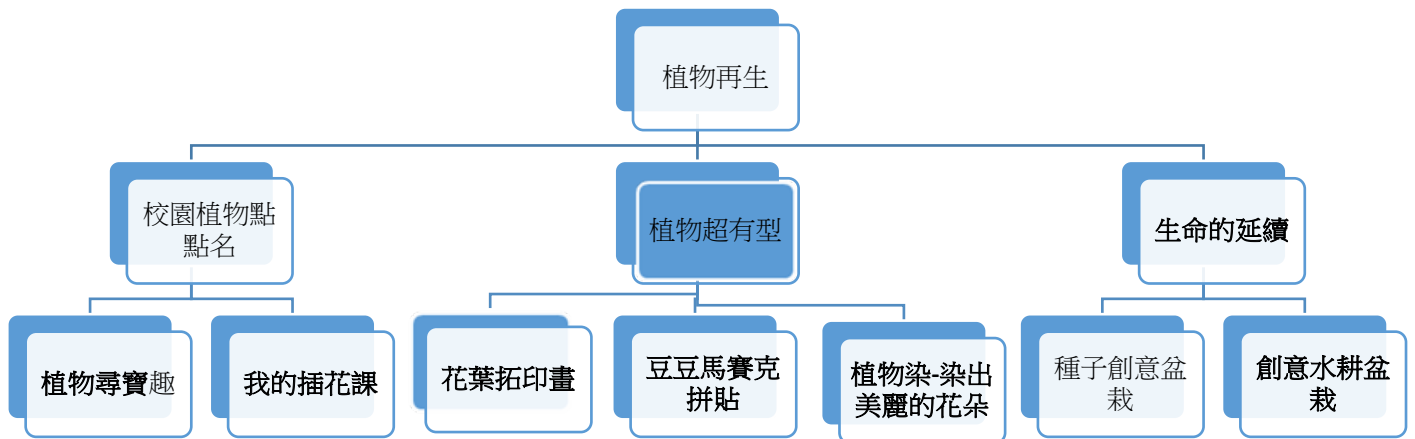 植物再生
校園植物點
點名
植物超有型
生命的延續
植物尋寶趣
我的插花課
花葉拓印畫
豆豆馬賽克
拼貼
植物染-染出
美麗的花朵
種子創意盆
栽
創意水耕盆
栽